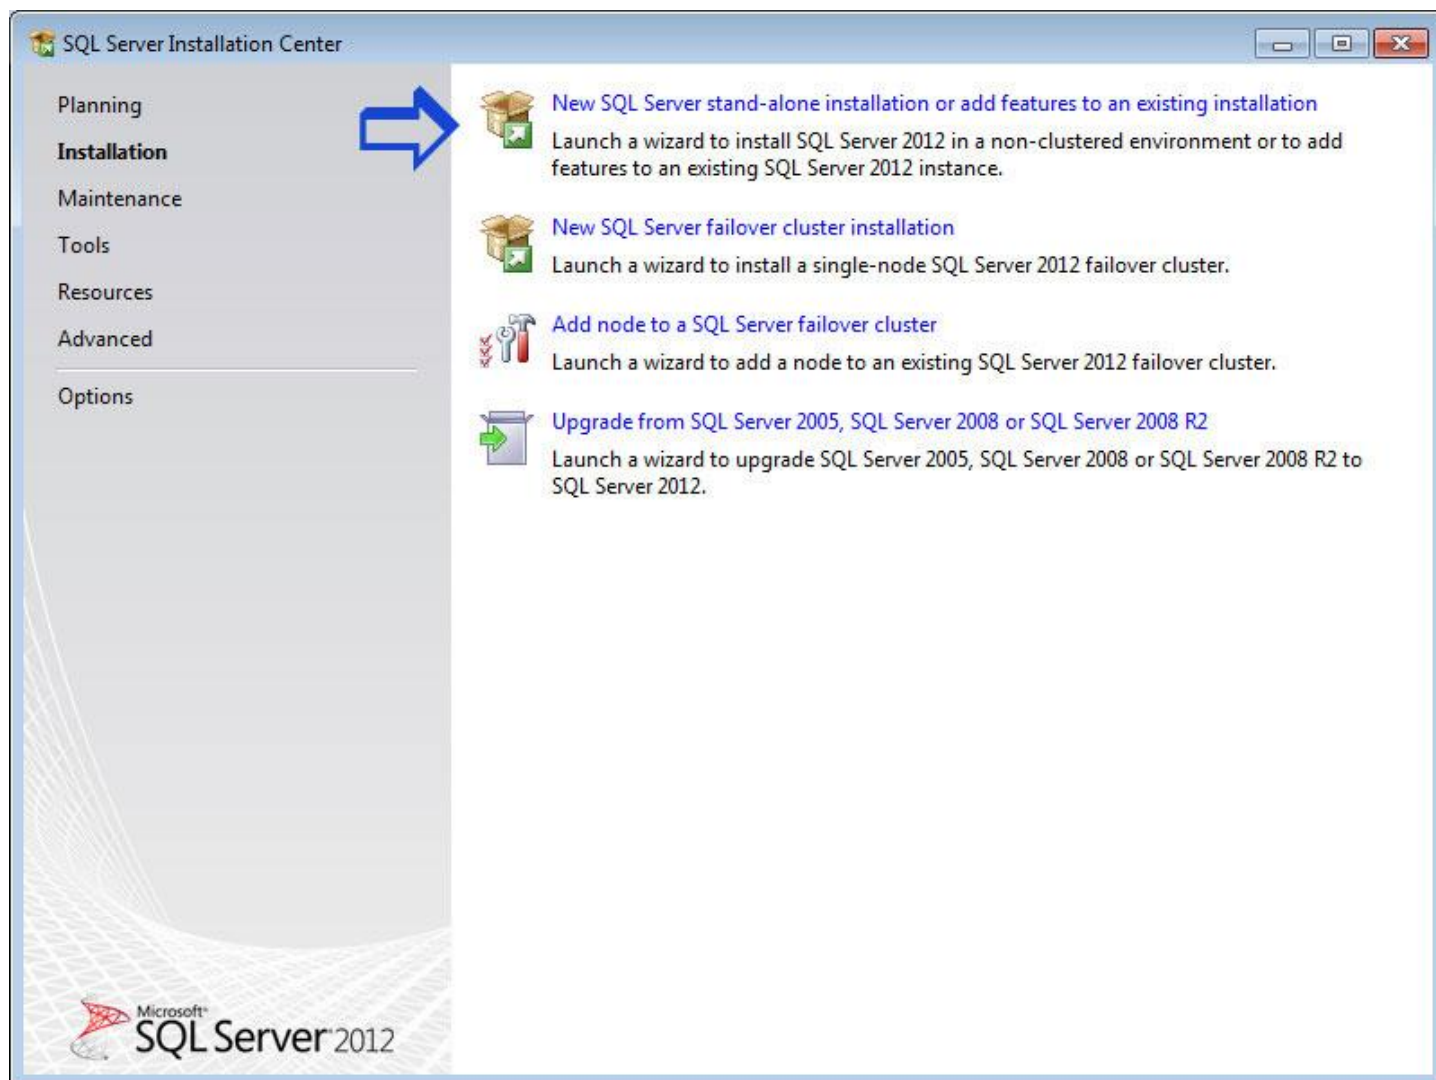 SQL Server Installation Center
Planning
Installation
Maintenance
Tools
Resources
Advanced
Options
New SQL Server stand-alone installation or add features to an existing installation
Launch a wizard to install SQL Server 2012 in a non-clustered environment or to add
features to an existing SQL Server 2012 instance.
New SQL Server failover cluster installation
Launch a wizard to install a single-node SQL Server 2012 failover cluster.
Add node to a SQL Server failover cluster
Launch a wizard to add a node to an existing SQL Server 2012 failover cluster.
Upgrade from SQL Server 2005, SQL Server 2008 or SQL Server 2008 R2
Launch a wizard to upgrade SQL Server 2005, SQL Server 2008 or SQL Server 2008 R2 to
SQL Server 2012.
Microsoft
SQL Server 2012